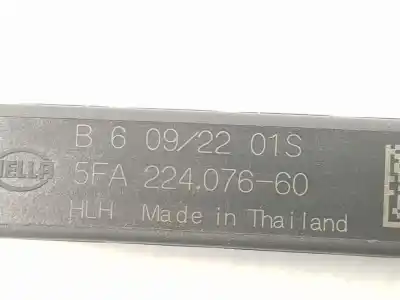 B 6 09/22 01S
HELLA
5FA 224.076-60
HLH Made in Thailand